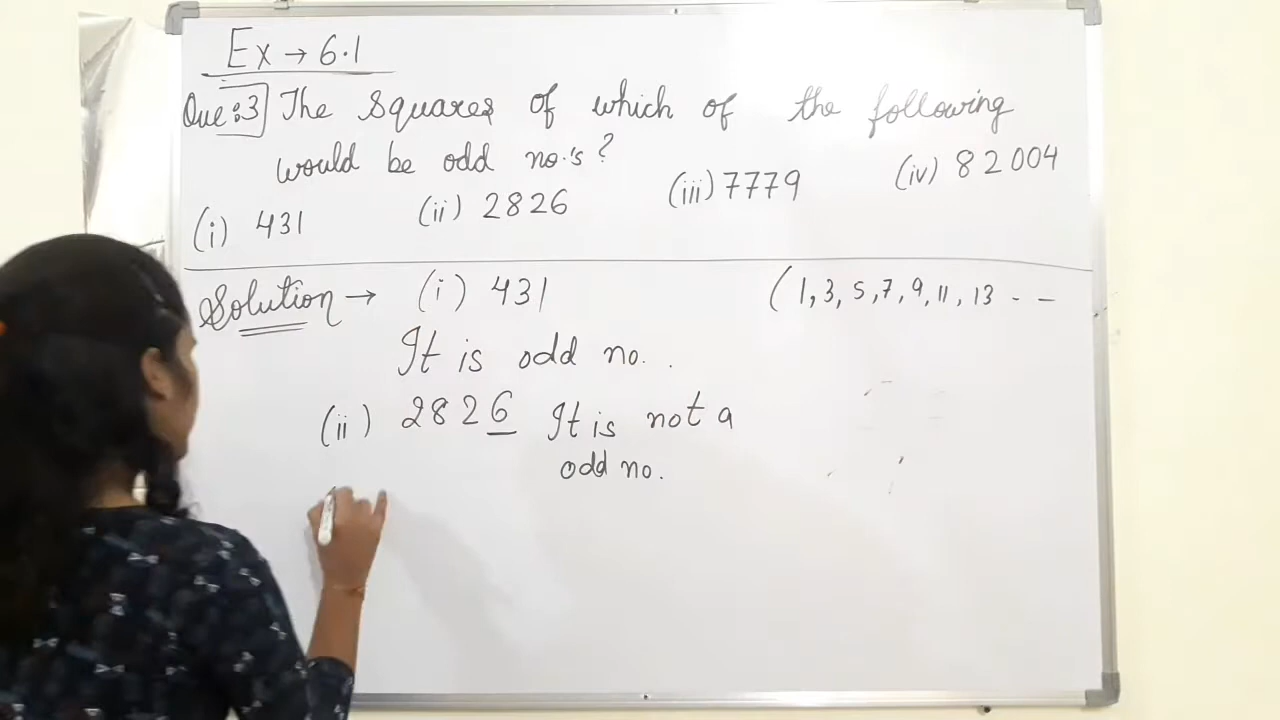 Ex → 6.1
Que:3 The squares of which of the following
would be odd no.'s?
(i) 431 (ii) 2826 (iii) 7779 (iv) 82004
Solution → (i) 431 (1, 3, 5, 7, 9, 11, 13 - -
It is odd no..
(ii) 2826 It is not a
odd no.